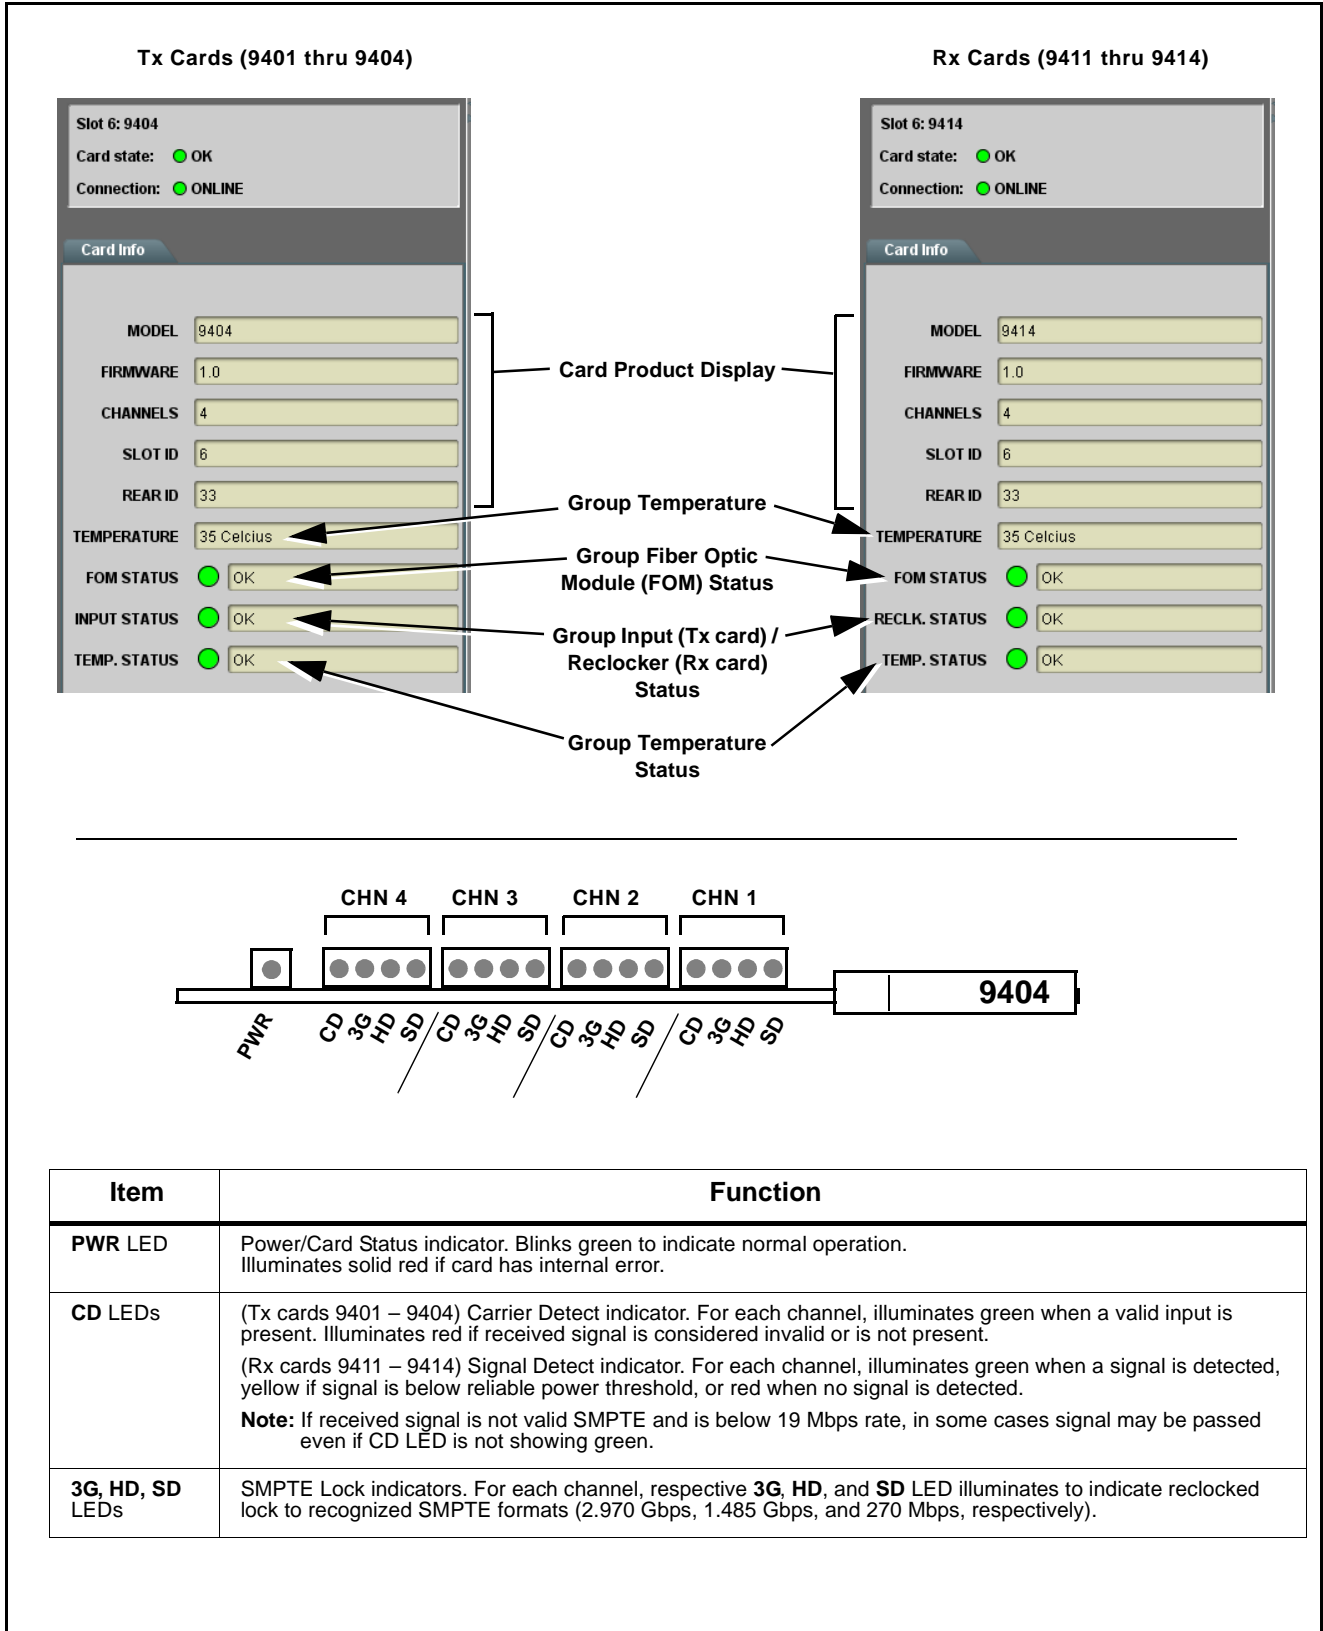 Tx Cards (9401 thru 9404)
Rx Cards (9411 thru 9414)
Slot 6: 9404
Card state: OK
Connection: ONLINE
Card Info
MODEL 9404
FIRMWARE 1.0
CHANNELS 4
SLOT ID 6
REAR ID 33
TEMPERATURE 35 Celcius
FOM STATUS OK
INPUT STATUS OK
TEMP. STATUS OK
Card Product Display
Group Temperature
Group Fiber Optic
Module (FOM) Status
Group Input (Tx card) /
Reclocker (Rx card)
Status
Group Temperature
Status
Slot 6: 9414
Card state: OK
Connection: ONLINE
Card Info
MODEL 9414
FIRMWARE 1.0
CHANNELS 4
SLOT ID 6
REAR ID 33
TEMPERATURE 35 Celcius
FOM STATUS OK
RECLK. STATUS OK
TEMP. STATUS OK
CHN 4 CHN 3 CHN 2 CHN 1
9404
PWR CD 3G HD SD CD 3G HD SD CD 3G HD SD CD 3G HD SD
Item Function
PWR LED
Power/Card Status indicator. Blinks green to indicate normal operation.
Illuminates solid red if card has internal error.
CD LEDs
(Tx cards 9401 – 9404) Carrier Detect indicator. For each channel, illuminates green when a valid input is
present. Illuminates red if received signal is considered invalid or is not present.
(Rx cards 9411 – 9414) Signal Detect indicator. For each channel, illuminates green when a signal is detected,
yellow if signal is below reliable power threshold, or red when no signal is detected.
Note: If received signal is not valid SMPTE and is below 19 Mbps rate, in some cases signal may be passed
even if CD LED is not showing green.
3G, HD, SD
LEDs
SMPTE Lock indicators. For each channel, respective 3G, HD, and SD LED illuminates to indicate reclocked
lock to recognized SMPTE formats (2.970 Gbps, 1.485 Gbps, and 270 Mbps, respectively).